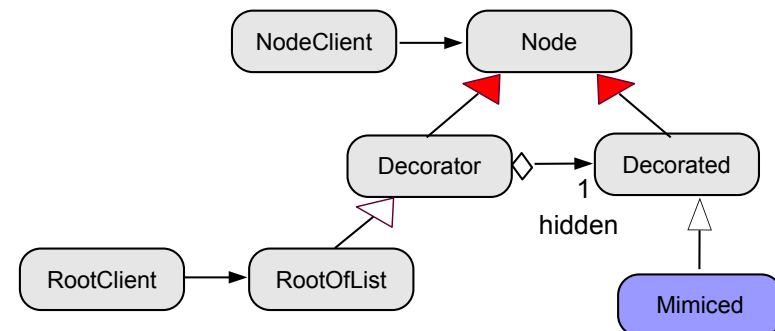 NodeClient
Node
Decorator
Decorated
1
hidden
RootClient
RootOfList
Mimiced